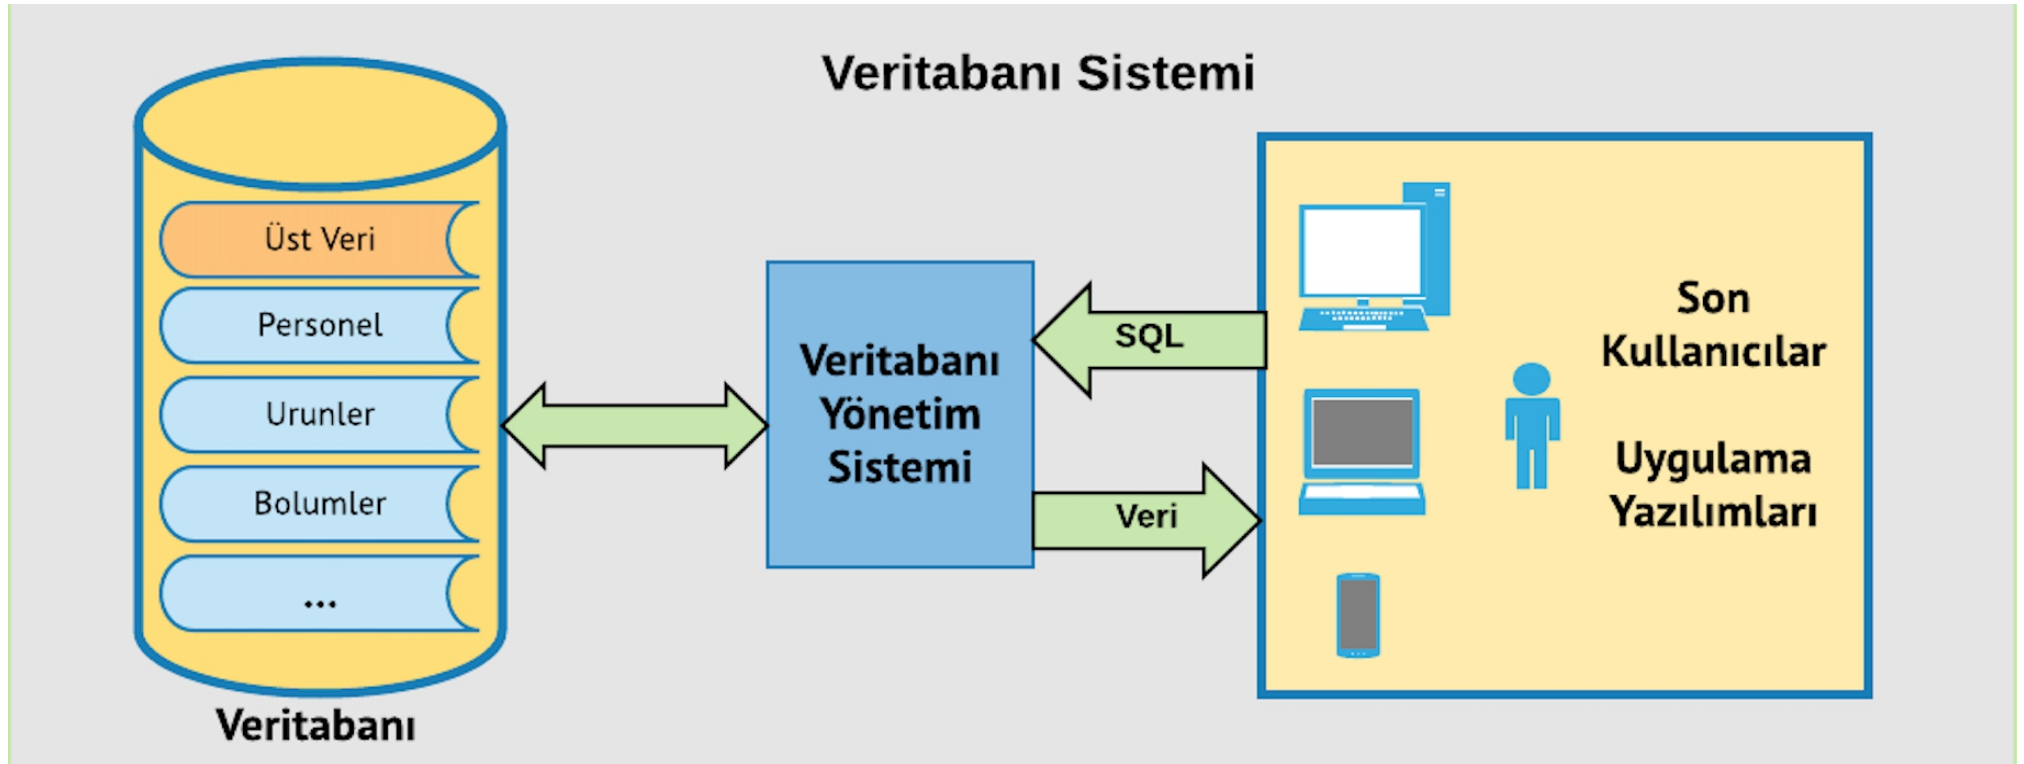 Veritabanı Sistemi
Üst Veri
Personel
Urunler
Bolumler
...
Veritabanı
Veritabanı
Yönetim
Sistemi
SQL
Veri
Son
Kullanıcılar
Uygulama
Yazılımları